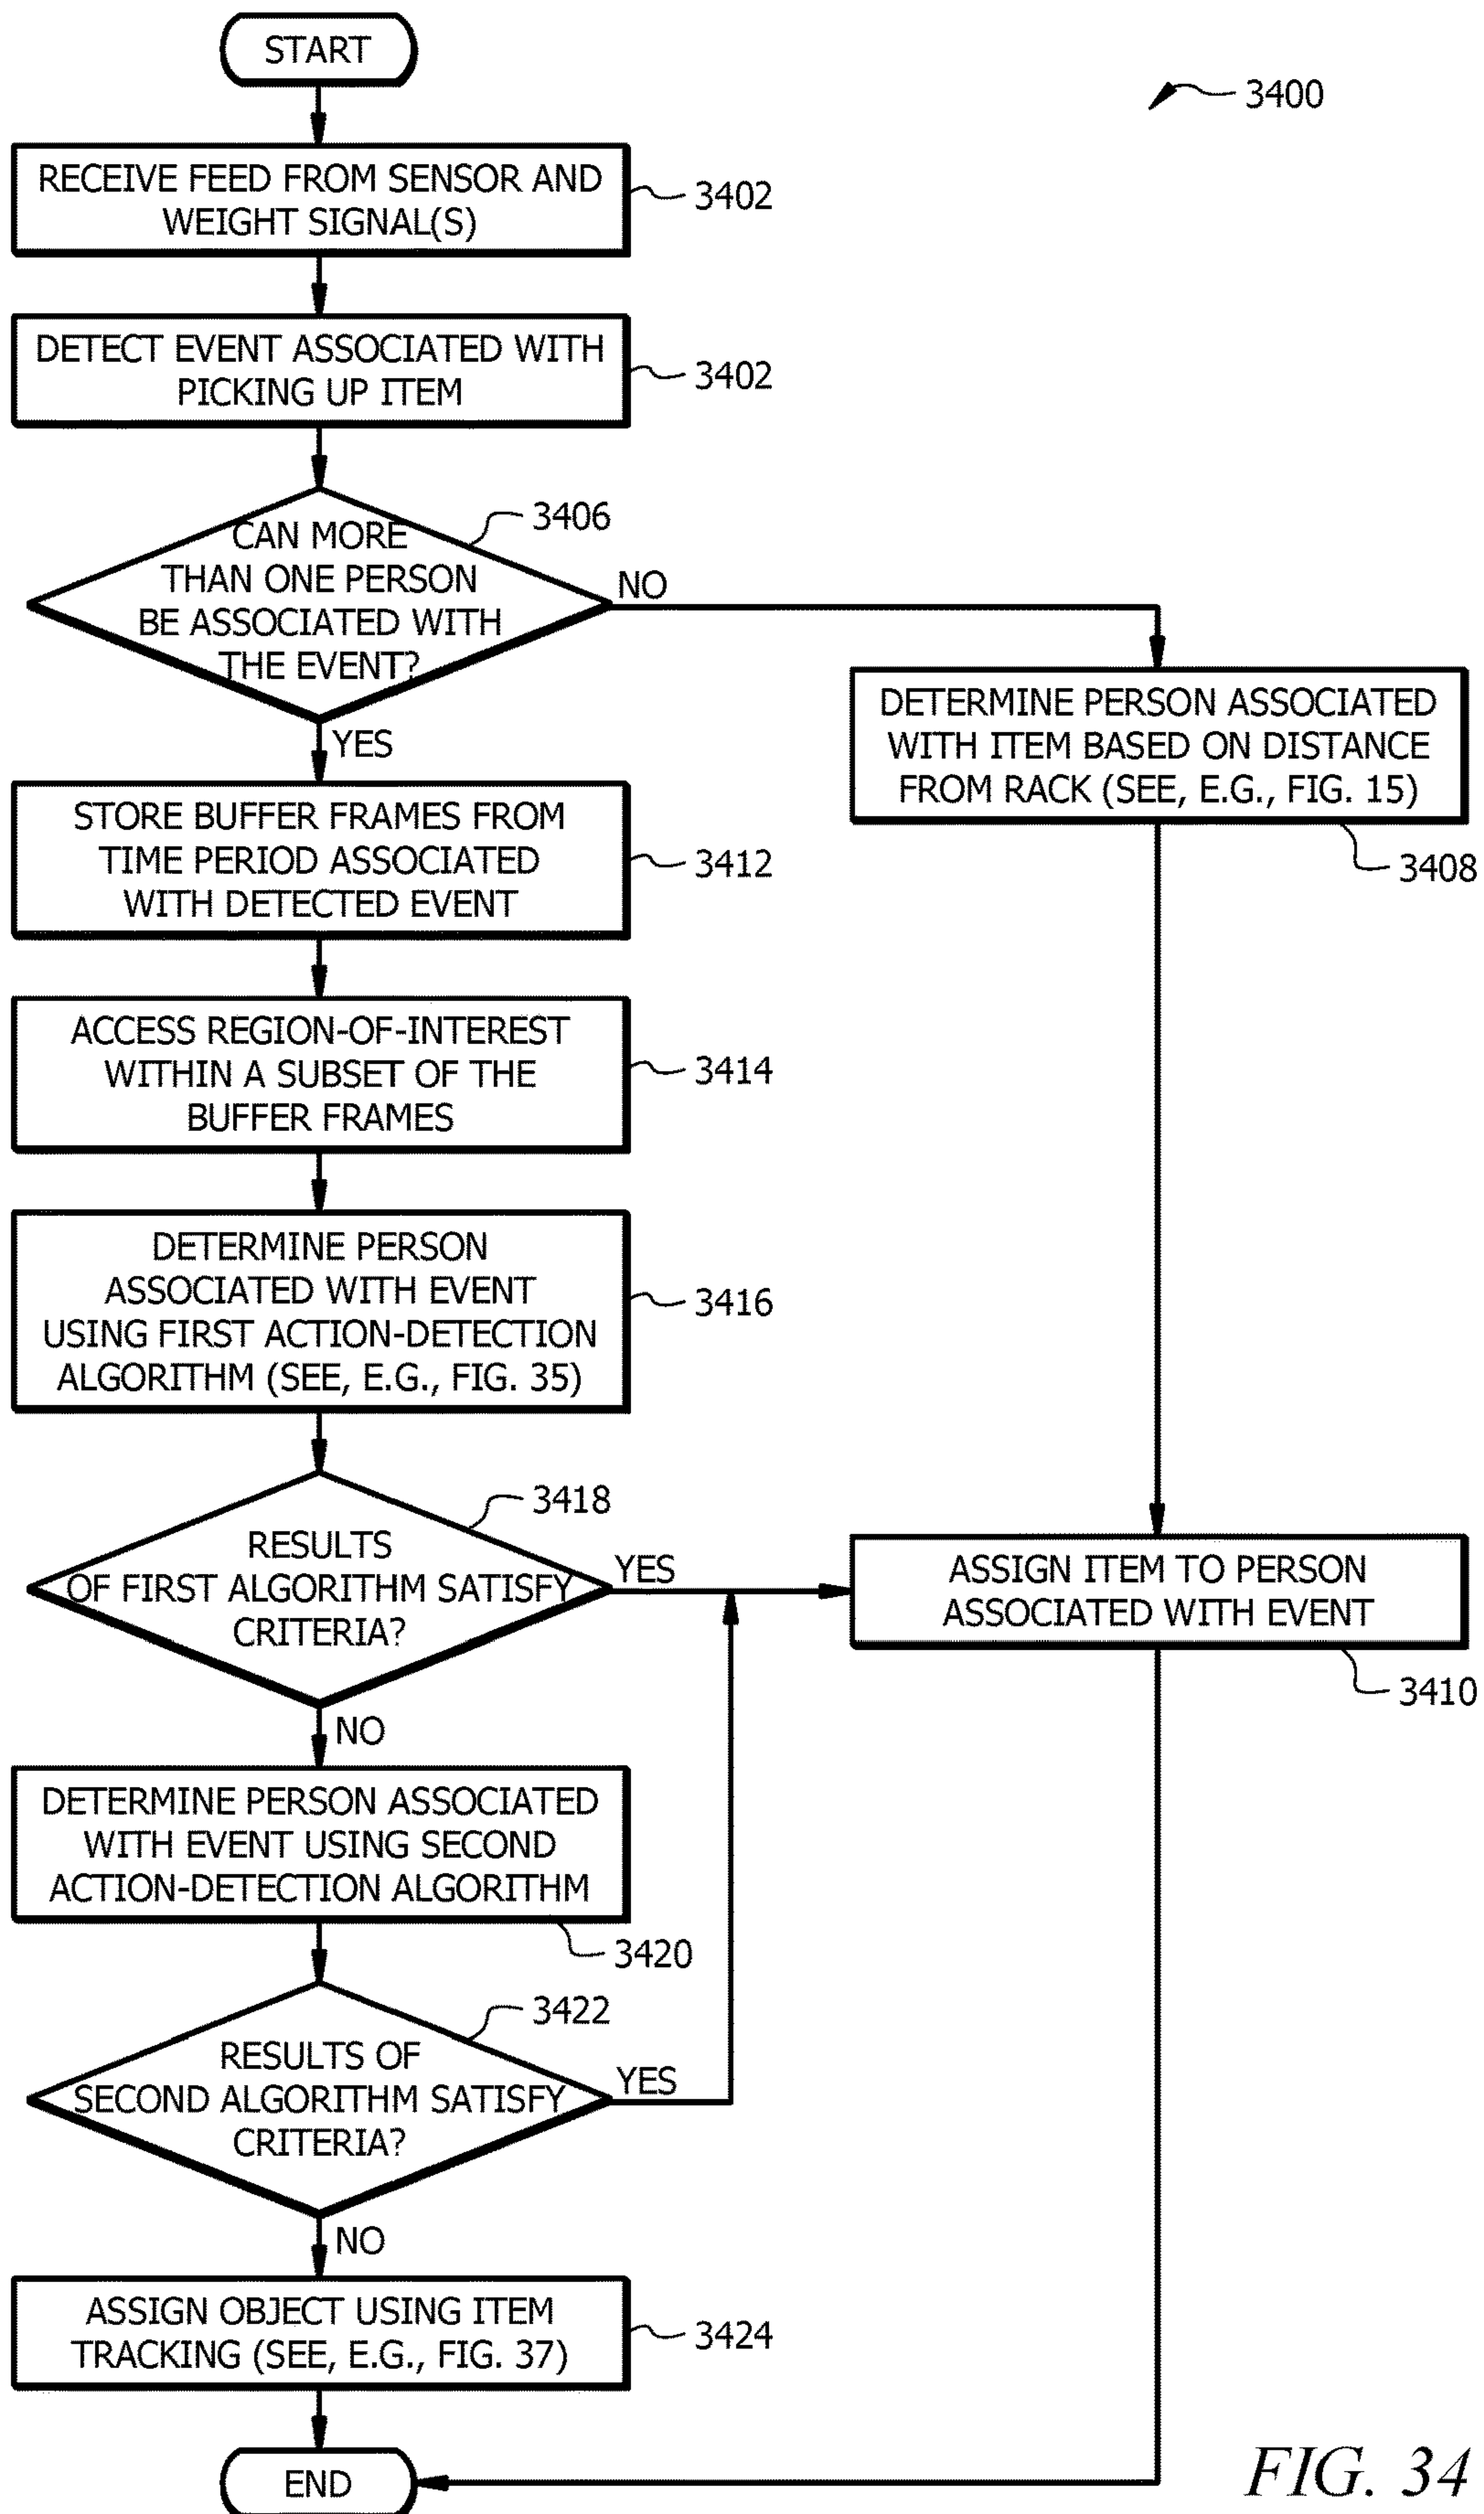 START
3400
RECEIVE FEED FROM SENSOR AND
WEIGHT SIGNAL(S)
3402
DETECT EVENT ASSOCIATED WITH
PICKING UP ITEM
3402
3406
CAN MORE
THAN ONE PERSON
BE ASSOCIATED WITH
THE EVENT?
NO
YES
DETERMINE PERSON ASSOCIATED
WITH ITEM BASED ON DISTANCE
FROM RACK (SEE, E.G., FIG. 15)
3408
STORE BUFFER FRAMES FROM
TIME PERIOD ASSOCIATED
WITH DETECTED EVENT
3412
ACCESS REGION-OF-INTEREST
WITHIN A SUBSET OF THE
BUFFER FRAMES
3414
DETERMINE PERSON
ASSOCIATED WITH EVENT
USING FIRST ACTION-DETECTION
ALGORITHM (SEE, E.G., FIG. 35)
3416
3418
RESULTS
OF FIRST ALGORITHM SATISFY
CRITERIA?
YES
NO
ASSIGN ITEM TO PERSON
ASSOCIATED WITH EVENT
3410
DETERMINE PERSON ASSOCIATED
WITH EVENT USING SECOND
ACTION-DETECTION ALGORITHM
3420
3422
RESULTS OF
SECOND ALGORITHM SATISFY
CRITERIA?
YES
NO
ASSIGN OBJECT USING ITEM
TRACKING (SEE, E.G., FIG. 37)
3424
END
FIG. 34